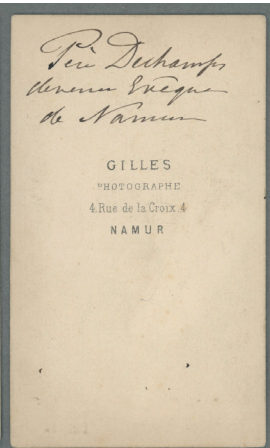 Père Dechamps
devenu Evêque
de Namur
GILLES
PHOTOGRAPHE
4, Rue de la Croix, 4
NAMUR